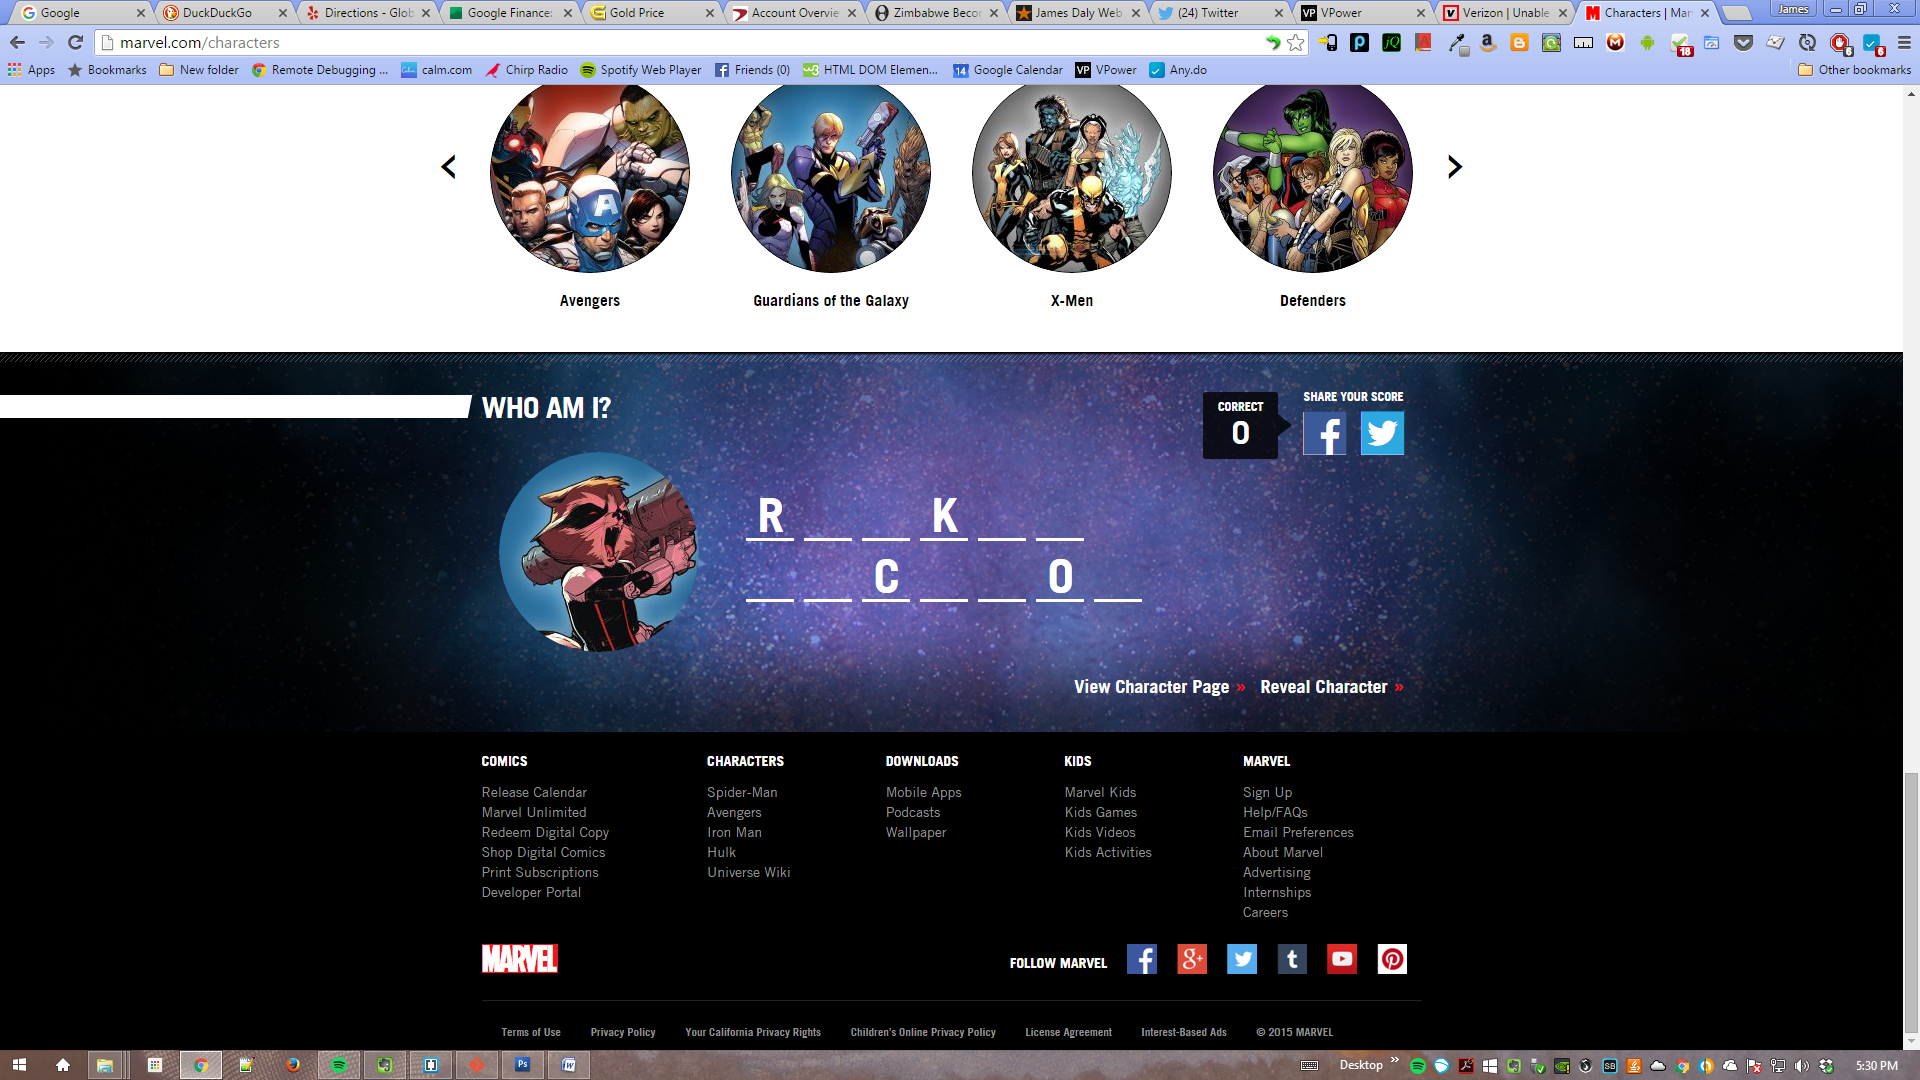 Google
DuckDuckGo
Directions - Glob
Google Finance:
Gold Price
Account Overvie
Zimbabwe Becor
James Daly Web
(24) Twitter
VPower
Verizon | Unable
Characters | Mar
James
marvel.com/characters
18
6
6
Apps
Bookmarks
New folder
Remote Debugging ...
calm.com
Chirp Radio
Spotify Web Player
Friends (0)
HTML DOM Elemen...
Google Calendar
VPower
Any.do
Other bookmarks
Avengers
Guardians of the Galaxy
X-Men
Defenders
WHO AM I?
CORRECT
0
SHARE YOUR SCORE
R K
C O
View Character Page »
Reveal Character »
COMICS
Release Calendar
Marvel Unlimited
Redeem Digital Copy
Shop Digital Comics
Print Subscriptions
Developer Portal
CHARACTERS
Spider-Man
Avengers
Iron Man
Hulk
Universe Wiki
DOWNLOADS
Mobile Apps
Podcasts
Wallpaper
KIDS
Marvel Kids
Kids Games
Kids Videos
Kids Activities
MARVEL
Sign Up
Help/FAQs
Email Preferences
About Marvel
Advertising
Internships
Careers
MARVEL
FOLLOW MARVEL
Terms of Use
Privacy Policy
Your California Privacy Rights
Children's Online Privacy Policy
License Agreement
Interest-Based Ads
© 2015 MARVEL
Desktop
5:30 PM